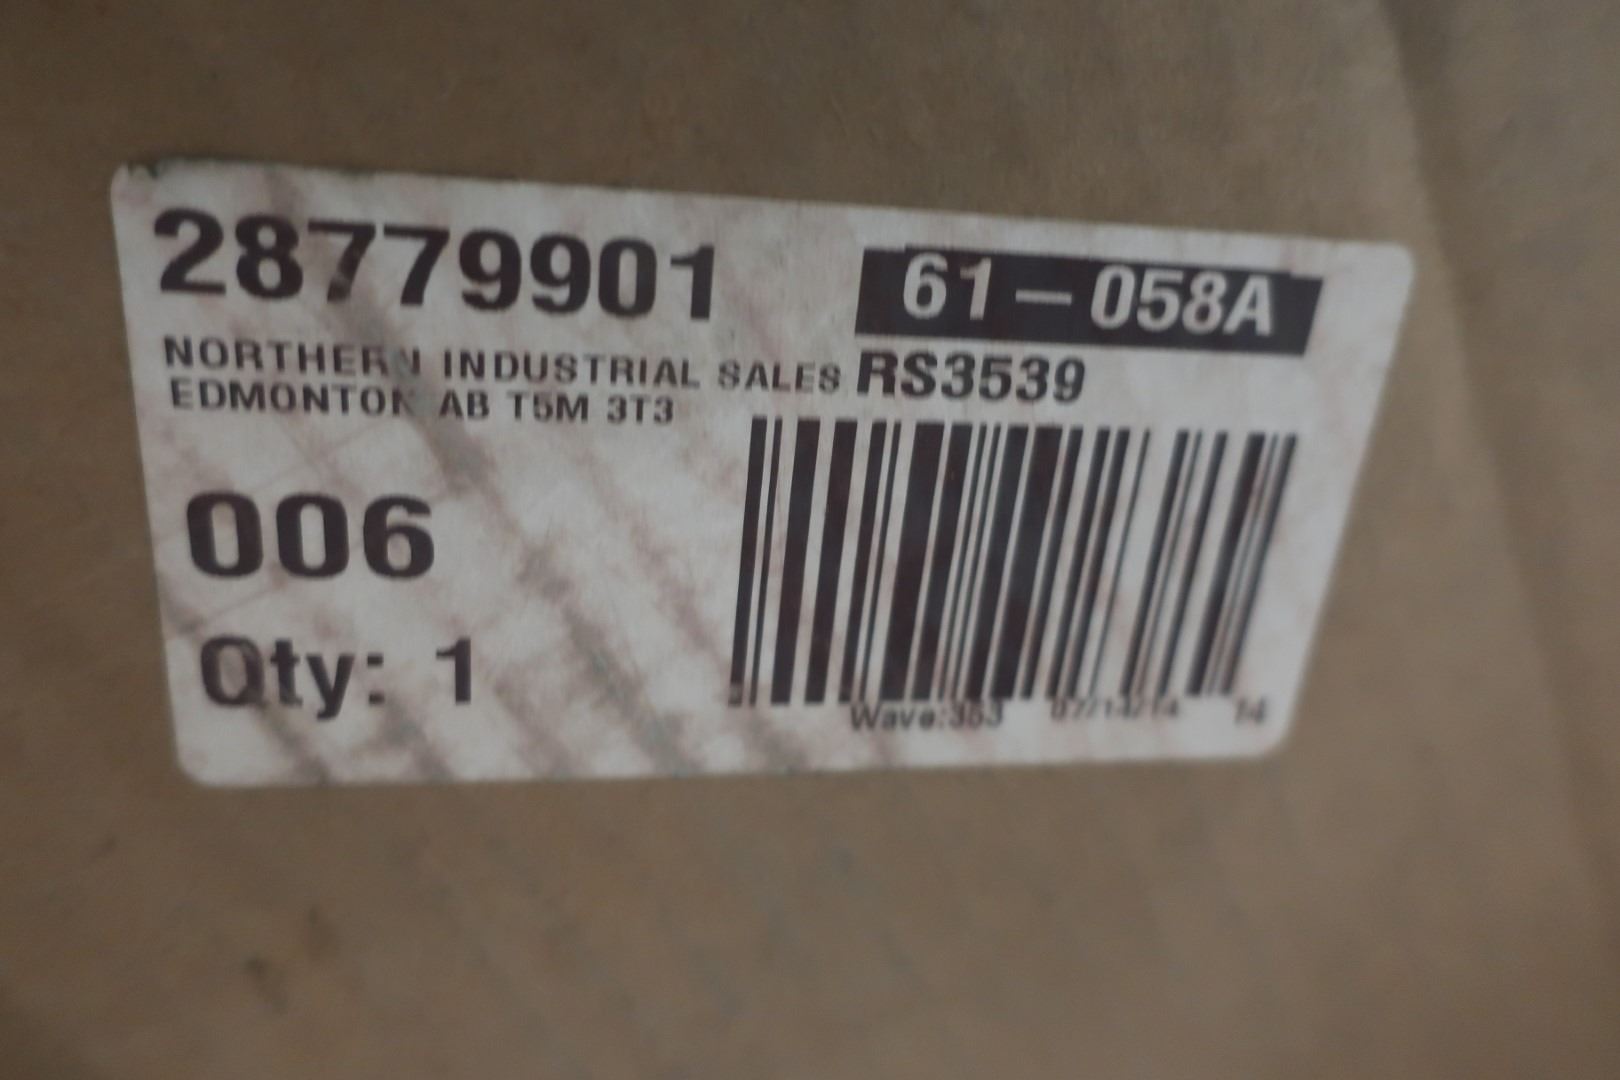 28779901
61-058A
NORTHERN INDUSTRIAL SALES RS3539
EDMONTON AB T5M 3T3
006
Qty: 1
Wave:353